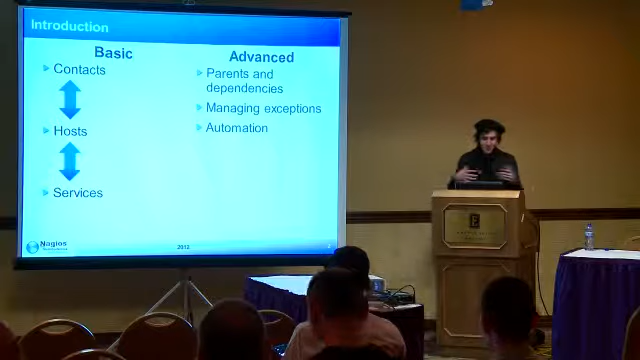 Introduction
Basic
Contacts
Hosts
Services
Advanced
Parents and
dependencies
Managing exceptions
Automation
Nagios
2012